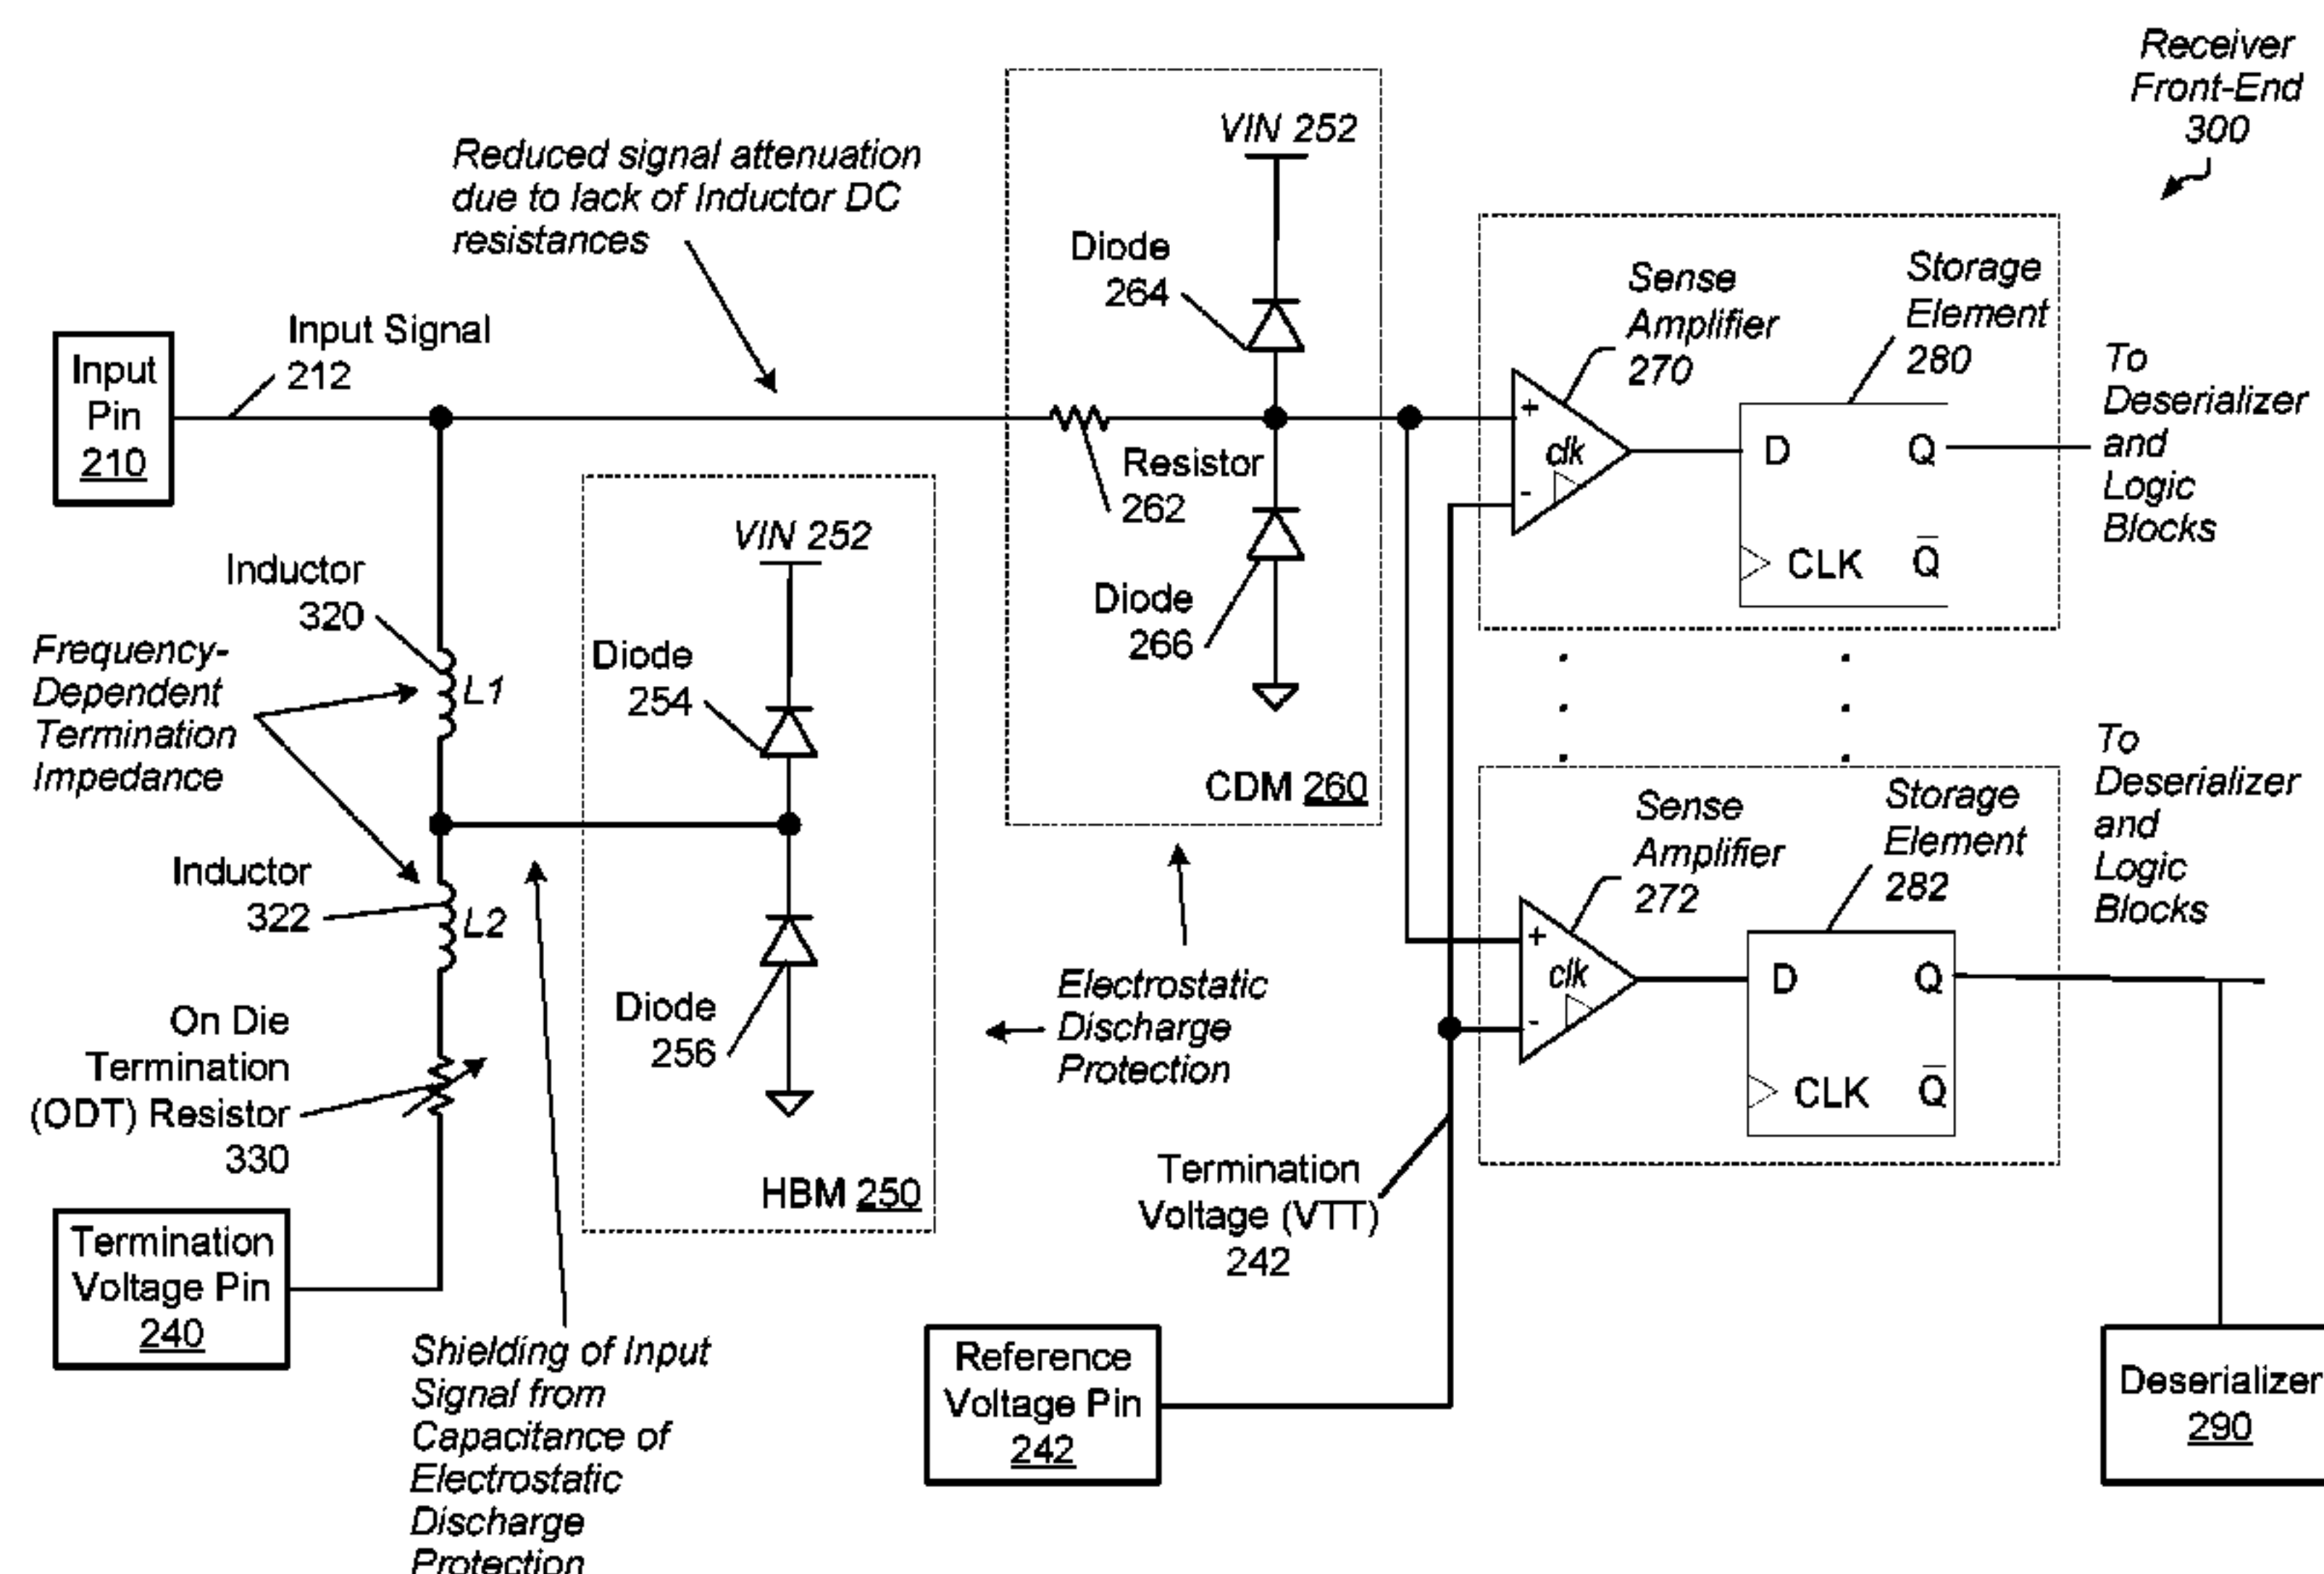 Receiver
Front-End
300
Reduced signal attenuation
due to lack of Inductor DC
resistances
VIN 252
Diode
264
Sense
Amplifier
270
Storage
Element
280
Input Signal
212
Input
Pin
210
To
Deserializer
and
Logic
Blocks
+
-
clk
D
Q
CLK
Q̅
Resistor
262
Diode
266
CDM 260
VIN 252
Inductor
320
L1
Frequency-
Dependent
Termination
Impedance
Diode
254
Inductor
322
L2
Diode
256
HBM 250
On Die
Termination
(ODT) Resistor
330
Termination
Voltage Pin
240
Shielding of Input
Signal from
Capacitance of
Electrostatic
Discharge
Protection
Electrostatic
Discharge
Protection
Sense
Amplifier
272
Storage
Element
282
To
Deserializer
and
Logic
Blocks
+
-
clk
D
Q
CLK
Q̅
Termination
Voltage (VTT)
242
Reference
Voltage Pin
242
Deserializer
290